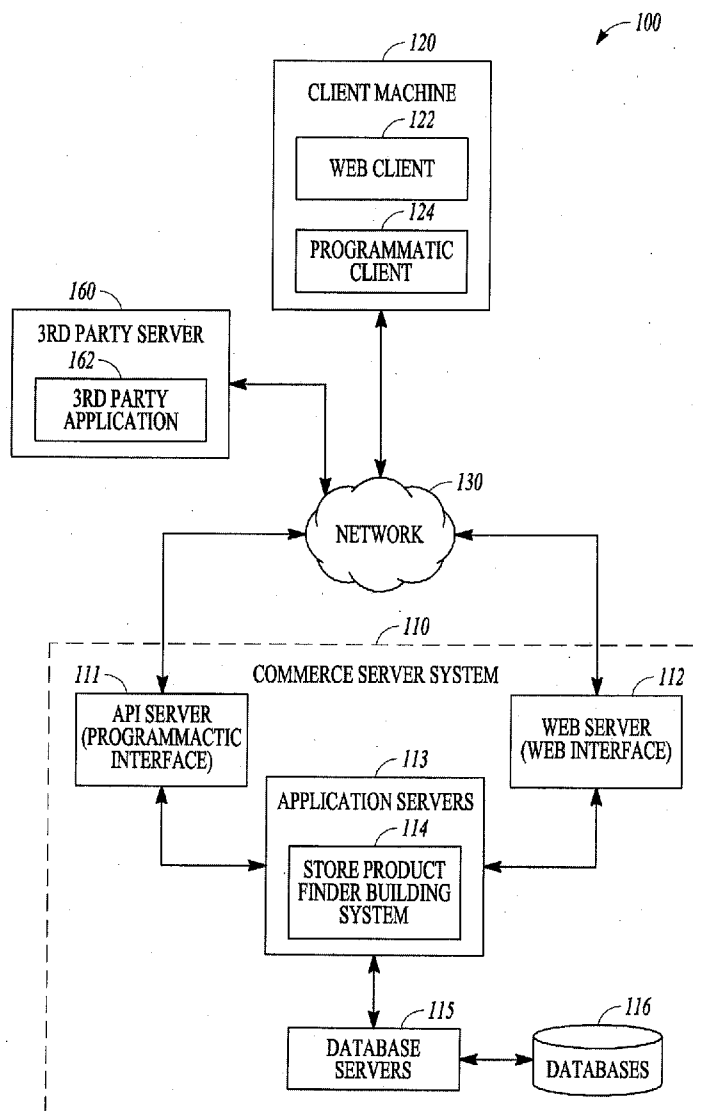 100
120
CLIENT MACHINE
122
WEB CLIENT
124
PROGRAMMATIC
CLIENT
160
3RD PARTY SERVER
162
3RD PARTY
APPLICATION
130
NETWORK
110
COMMERCE SERVER SYSTEM
111
API SERVER
(PROGRAMMACTIC
INTERFACE)
112
WEB SERVER
(WEB INTERFACE)
113
APPLICATION SERVERS
114
STORE PRODUCT
FINDER BUILDING
SYSTEM
115
DATABASE
SERVERS
116
DATABASES